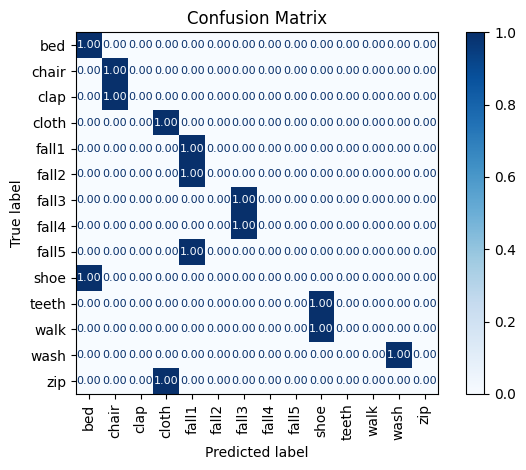 Confusion Matrix
True label
bed 1.00 0.00 0.00 0.00 0.00 0.00 0.00 0.00 0.00 0.00 0.00 0.00 0.00 0.00
chair 0.00 1.00 0.00 0.00 0.00 0.00 0.00 0.00 0.00 0.00 0.00 0.00 0.00 0.00
clap 0.00 1.00 0.00 0.00 0.00 0.00 0.00 0.00 0.00 0.00 0.00 0.00 0.00 0.00
cloth 0.00 0.00 0.00 1.00 0.00 0.00 0.00 0.00 0.00 0.00 0.00 0.00 0.00 0.00
fall1 0.00 0.00 0.00 0.00 1.00 0.00 0.00 0.00 0.00 0.00 0.00 0.00 0.00 0.00
fall2 0.00 0.00 0.00 0.00 1.00 0.00 0.00 0.00 0.00 0.00 0.00 0.00 0.00 0.00
fall3 0.00 0.00 0.00 0.00 0.00 0.00 1.00 0.00 0.00 0.00 0.00 0.00 0.00 0.00
fall4 0.00 0.00 0.00 0.00 0.00 0.00 1.00 0.00 0.00 0.00 0.00 0.00 0.00 0.00
fall5 0.00 0.00 0.00 0.00 1.00 0.00 0.00 0.00 0.00 0.00 0.00 0.00 0.00 0.00
shoe 1.00 0.00 0.00 0.00 0.00 0.00 0.00 0.00 0.00 0.00 0.00 0.00 0.00 0.00
teeth 0.00 0.00 0.00 0.00 0.00 0.00 0.00 0.00 0.00 1.00 0.00 0.00 0.00 0.00
walk 0.00 0.00 0.00 0.00 0.00 0.00 0.00 0.00 0.00 1.00 0.00 0.00 0.00 0.00
wash 0.00 0.00 0.00 0.00 0.00 0.00 0.00 0.00 0.00 0.00 0.00 0.00 1.00 0.00
zip 0.00 0.00 0.00 1.00 0.00 0.00 0.00 0.00 0.00 0.00 0.00 0.00 0.00 0.00
bed chair clap cloth fall1 fall2 fall3 fall4 fall5 shoe teeth walk wash zip
Predicted label
1.0
0.8
0.6
0.4
0.2
0.0